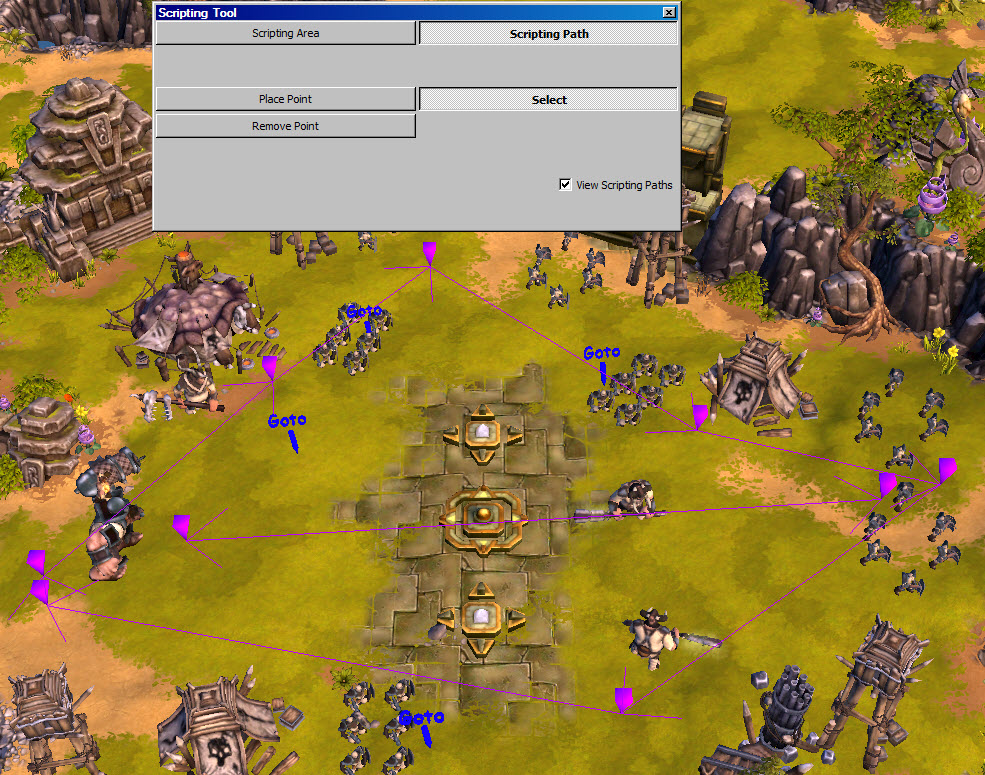 Scripting Tool
Scripting Area
Scripting Path
Place Point
Select
Remove Point
View Scripting Paths
Goto
Goto
Goto
Goto